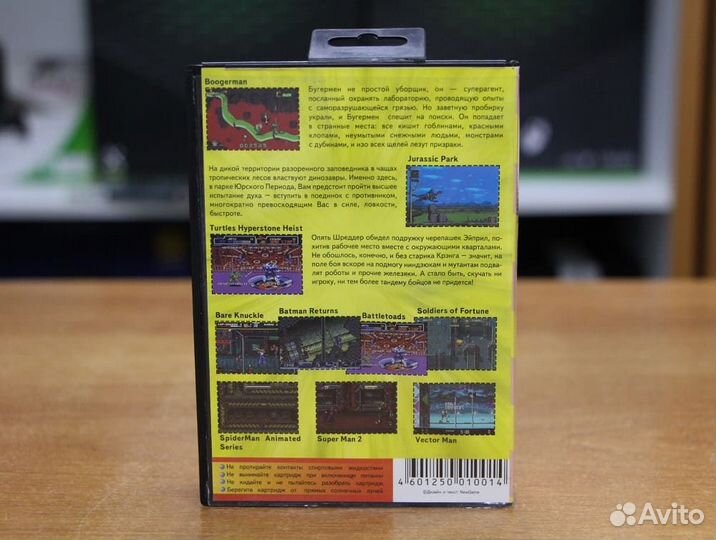 Boogerman
Бугермен не простой уборщик, он — суперагент,
посланный охранять лабораторию, проводящую опыты
с саморазрушающейся грязью. Но заветную пробирку
украли, и Бугермен спешит на поиски. Он попадает
в странные места: все кишит гоблинами, красными
клопами, неумытыми снежными людьми, монстрами
с дубинами, и изо всех щелей лезут призраки.
Jurassic Park
На дикой территории разоренного заповедника в чащах
тропических лесов властвуют динозавры. Именно здесь,
в парке Юрского Периода, Вам предстоит пройти высшее
испытание духа — вступить в поединок с противником,
многократно превосходящим Вас в силе, ловкости,
быстроте.
Turtles Hyperstone Heist
Опять Шреддер обидел подружку черепашек Эйприл, по-
хитив рабочее место вместе с окружающими кварталами.
Не обошлось, конечно, и без старика Крэнга — значит, на
поле боя вскоре на подмогу ниндзюкам и мутантам подва-
лят роботы и прочие железяки. А стало быть, скучать ни
игроку, ни тем более тандему бойцов не придется!
Bare Knuckle
Batman Returns
Battletoads
Soldiers of Fortune
SpiderMan Animated
Series
Super Man 2
Vector Man
Не протирайте контакты спиртовыми жидкостями
Не вынимайте картридж при включенном питании
Не кидайте и не пытайтесь разобрать картридж
Берегите картридж от прямых солнечных лучей
4 601250 010014
©Дизайн и текст. NewGame
Avito